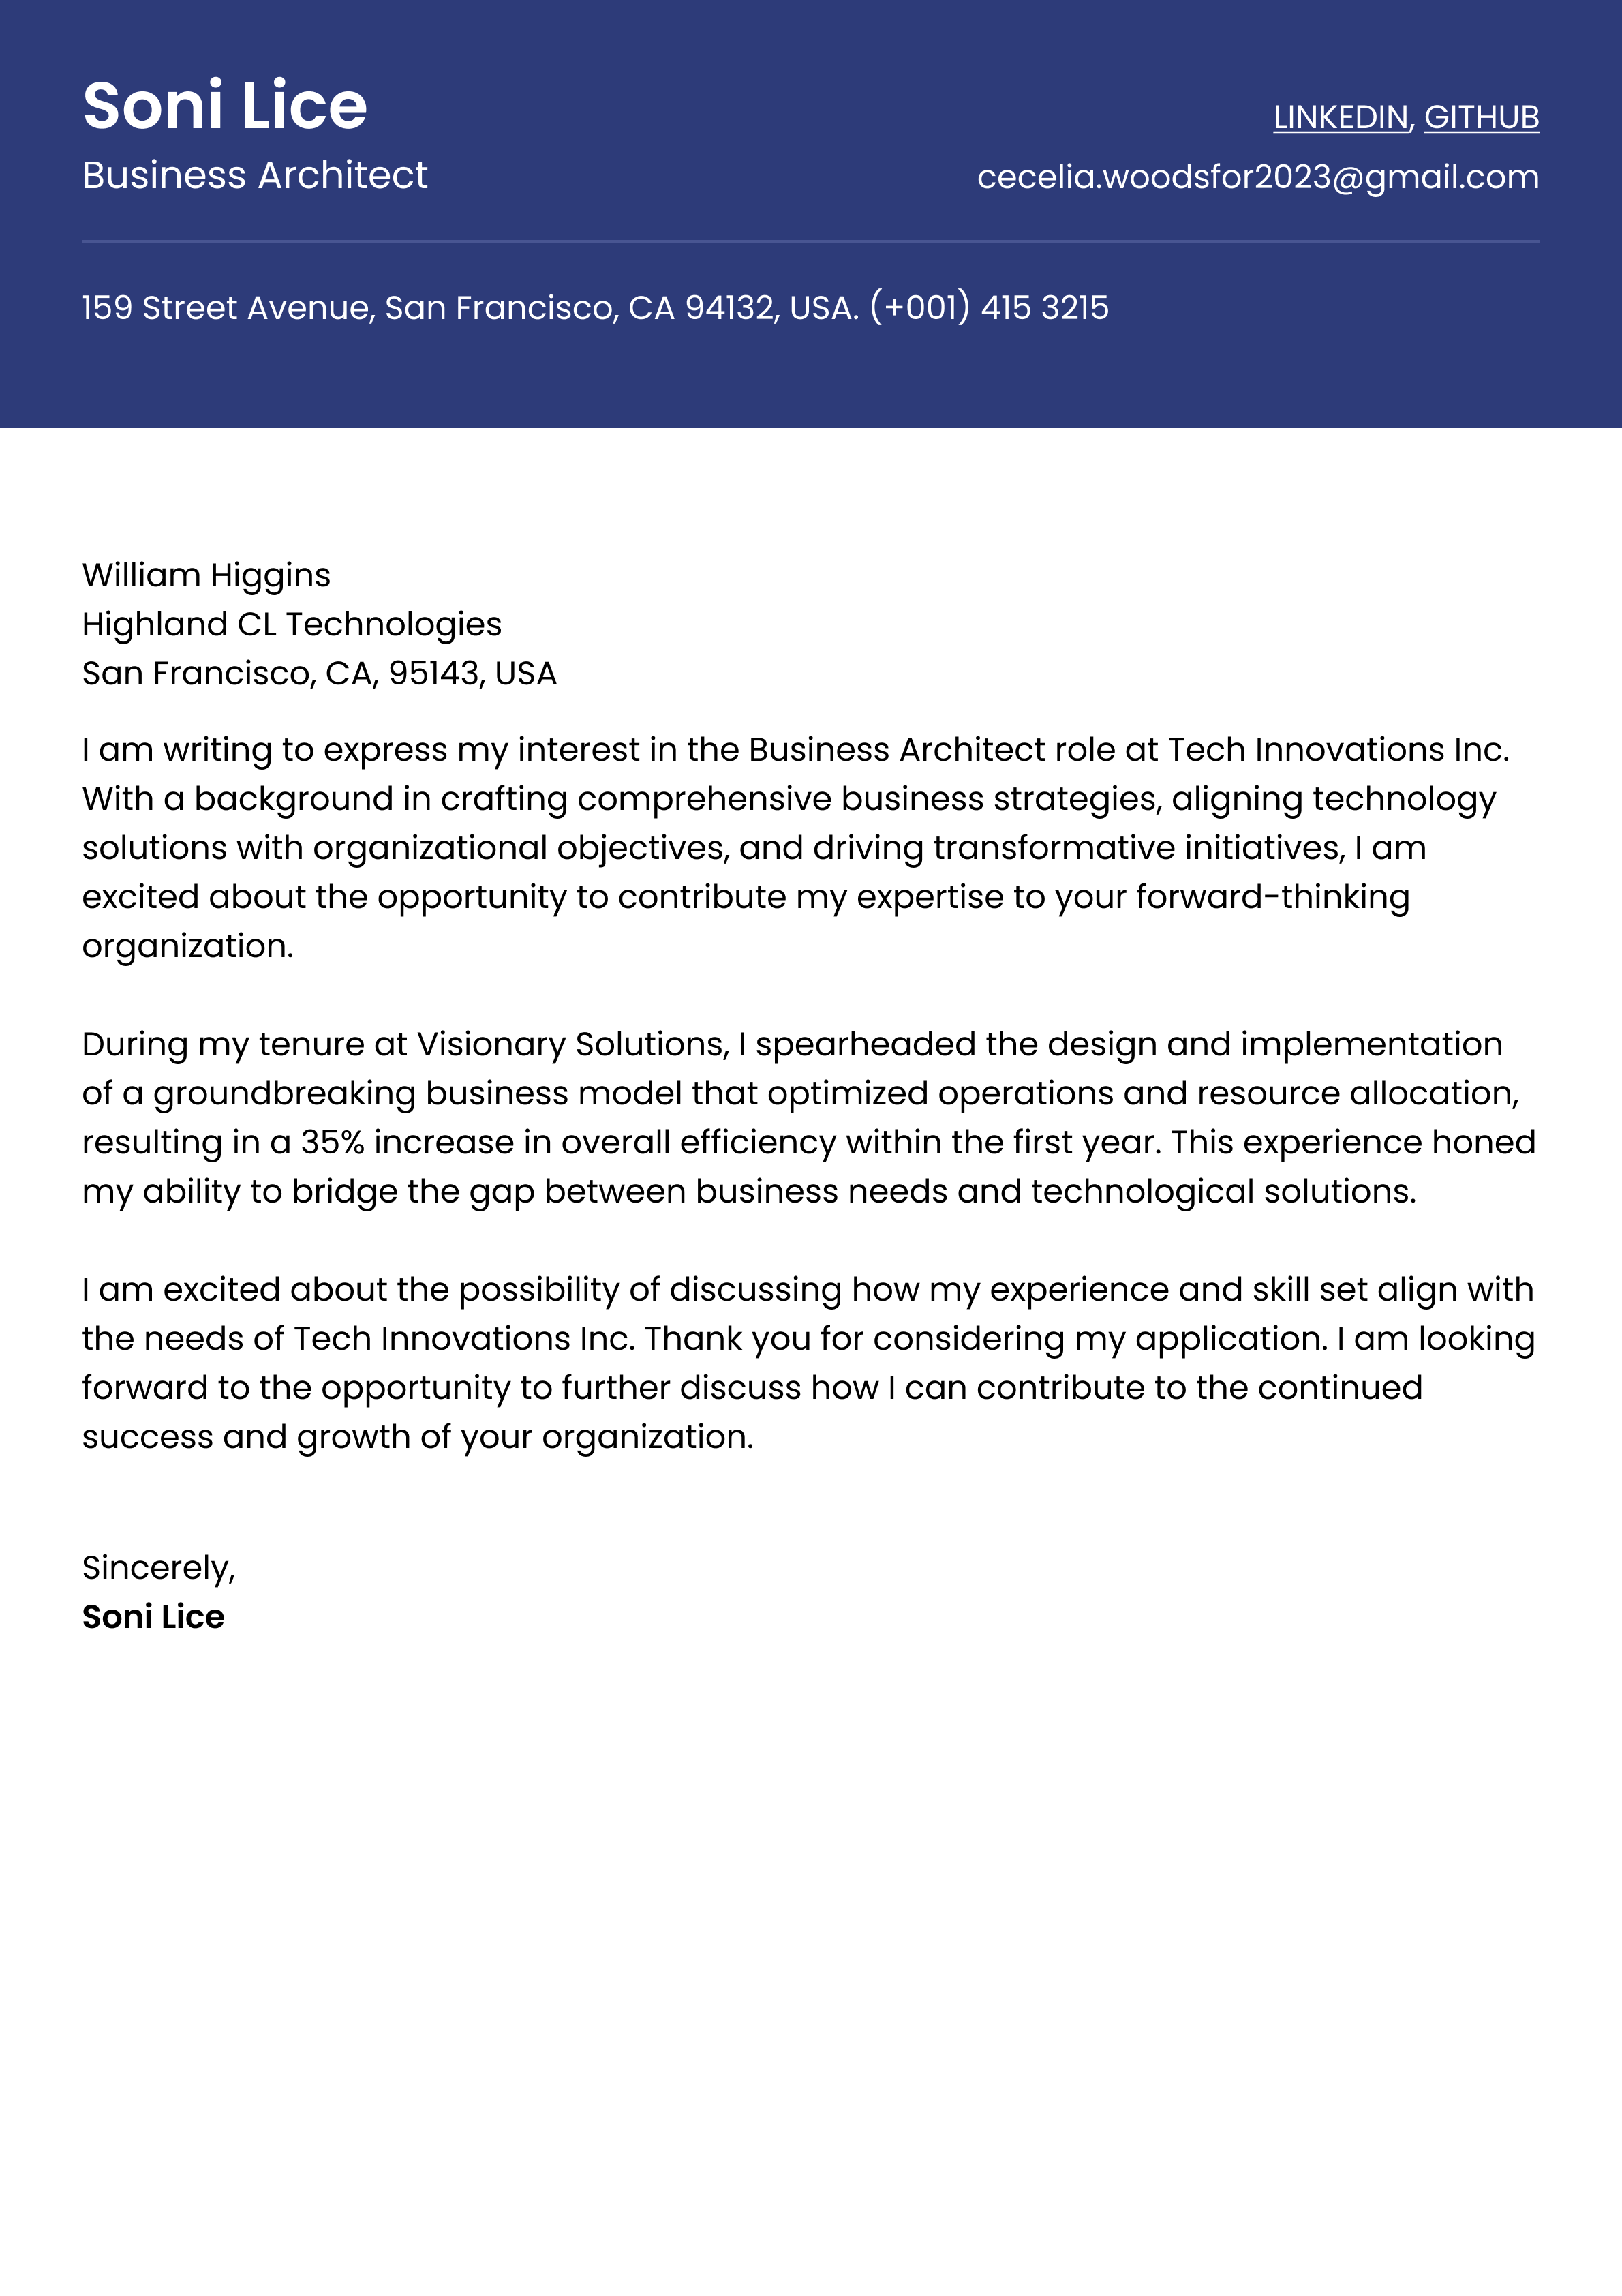 Soni Lice
Business Architect
LINKEDIN, GITHUB
cecelia.woodsfor2023@gmail.com
159 Street Avenue, San Francisco, CA 94132, USA. (+001) 415 3215
William Higgins
Highland CL Technologies
San Francisco, CA, 95143, USA
I am writing to express my interest in the Business Architect role at Tech Innovations Inc.
With a background in crafting comprehensive business strategies, aligning technology
solutions with organizational objectives, and driving transformative initiatives, I am
excited about the opportunity to contribute my expertise to your forward-thinking
organization.
During my tenure at Visionary Solutions, I spearheaded the design and implementation
of a groundbreaking business model that optimized operations and resource allocation,
resulting in a 35% increase in overall efficiency within the first year. This experience honed
my ability to bridge the gap between business needs and technological solutions.
I am excited about the possibility of discussing how my experience and skill set align with
the needs of Tech Innovations Inc. Thank you for considering my application. I am looking
forward to the opportunity to further discuss how I can contribute to the continued
success and growth of your organization.
Sincerely,
Soni Lice